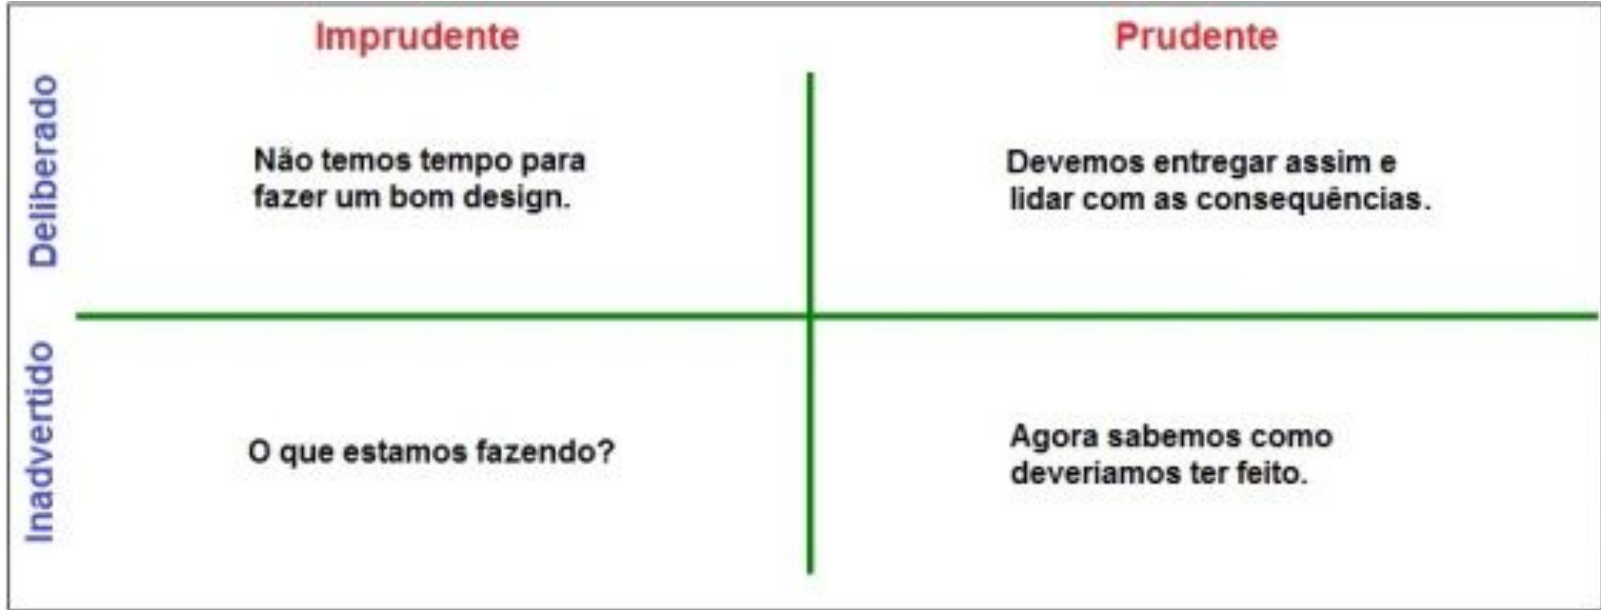 Imprudente
Prudente
Deliberado
Não temos tempo para
fazer um bom design.
Devemos entregar assim e
lidar com as consequências.
Inadvertido
O que estamos fazendo?
Agora sabemos como
deveriamos ter feito.